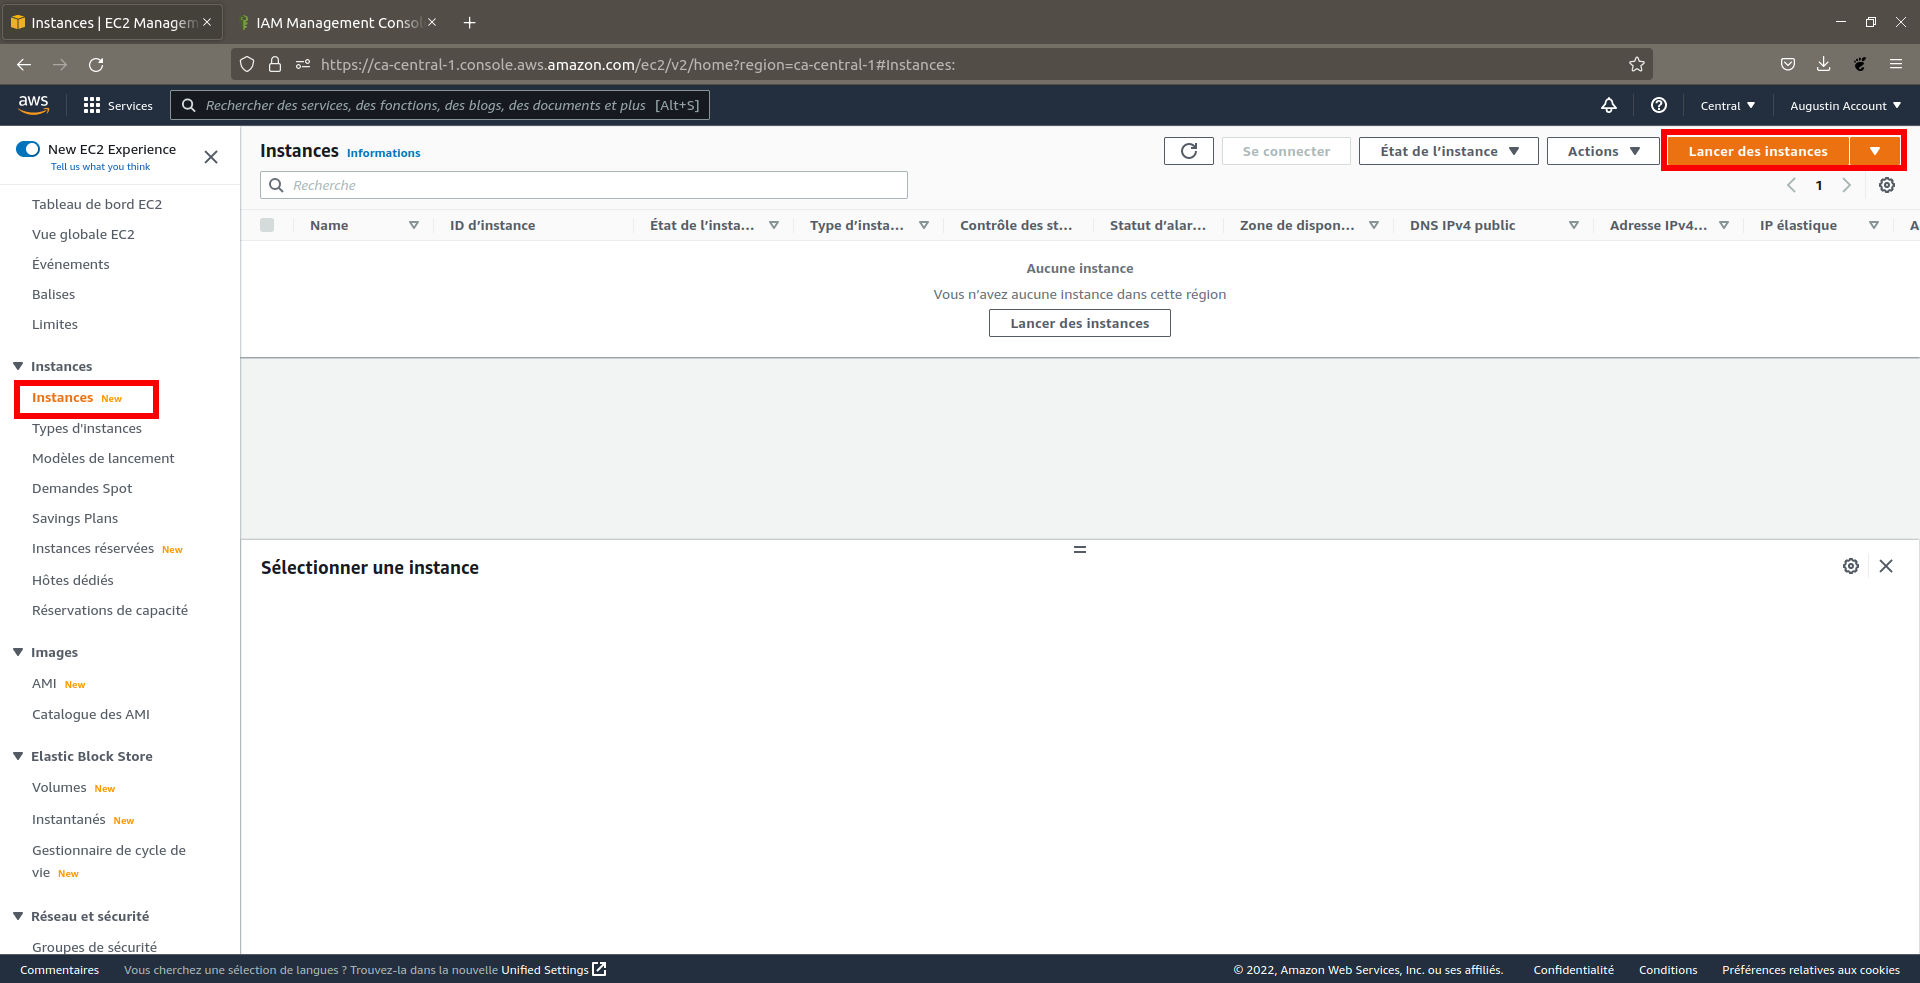 Instances | EC2 Managem
IAM Management Consol
https://ca-central-1.console.aws.amazon.com/ec2/v2/home?region=ca-central-1#Instances:
aws
Services
Rechercher des services, des fonctions, des blogs, des documents et plus [Alt+S]
Central
Augustin Account
New EC2 Experience
Tell us what you think
Tableau de bord EC2
Vue globale EC2
Événements
Balises
Limites
Instances
Instances New
Types d'instances
Modèles de lancement
Demandes Spot
Savings Plans
Instances réservées New
Hôtes dédiés
Réservations de capacité
Images
AMI New
Catalogue des AMI
Elastic Block Store
Volumes New
Instantanés New
Gestionnaire de cycle de
vie New
Réseau et sécurité
Groupes de sécurité
Instances Informations
Se connecter
État de l’instance
Actions
Lancer des instances
Recherche
1
Name
ID d’instance
État de l’insta...
Type d’insta...
Contrôle des st...
Statut d’alar...
Zone de dispon...
DNS IPv4 public
Adresse IPv4...
IP élastique
A
Aucune instance
Vous n’avez aucune instance dans cette région
Lancer des instances
Sélectionner une instance
Commentaires
Vous cherchez une sélection de langues ? Trouvez-la dans la nouvelle Unified Settings
© 2022, Amazon Web Services, Inc. ou ses affiliés.
Confidentialité
Conditions
Préférences relatives aux cookies